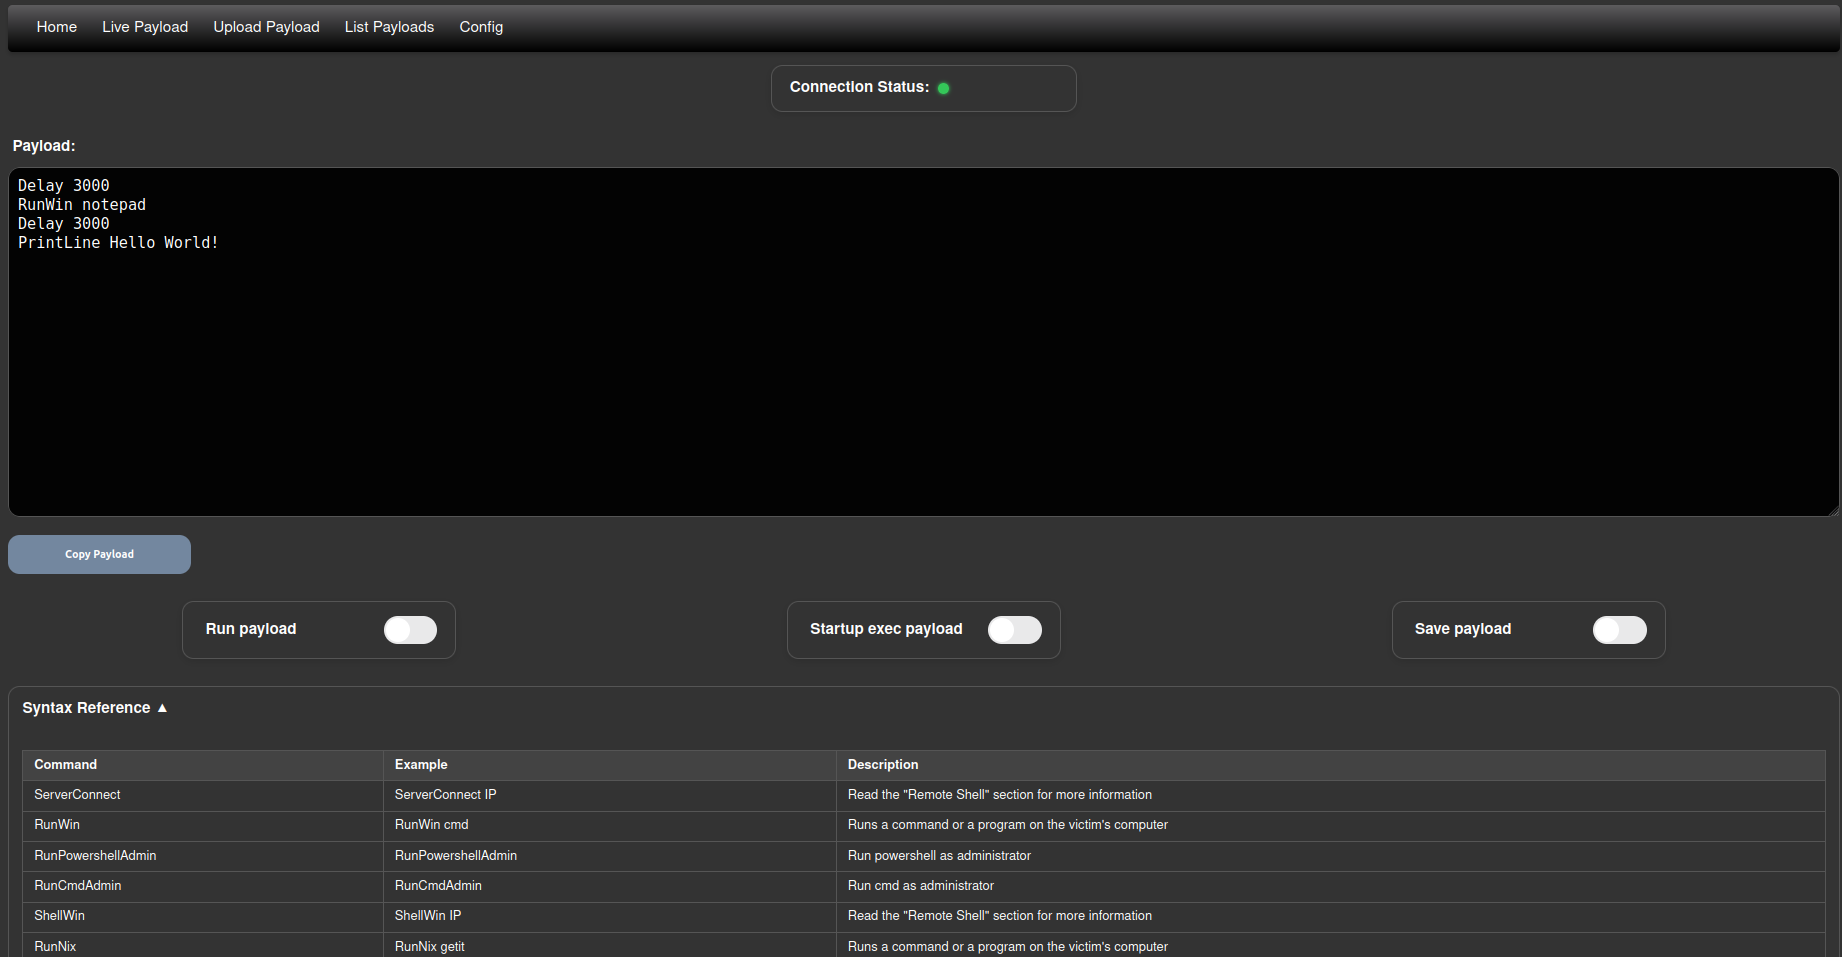 Home Live Payload Upload Payload List Payloads Config
Connection Status:
Payload:
Delay 3000
RunWin notepad
Delay 3000
PrintLine Hello World!
Copy Payload
Run payload Startup exec payload Save payload
Syntax Reference ▲
Command Example Description
ServerConnect ServerConnect IP Read the "Remote Shell" section for more information
RunWin RunWin cmd Runs a command or a program on the victim's computer
RunPowershellAdmin RunPowershellAdmin Run powershell as administrator
RunCmdAdmin RunCmdAdmin Run cmd as administrator
ShellWin ShellWin IP Read the "Remote Shell" section for more information
RunNix RunNix getit Runs a command or a program on the victim's computer